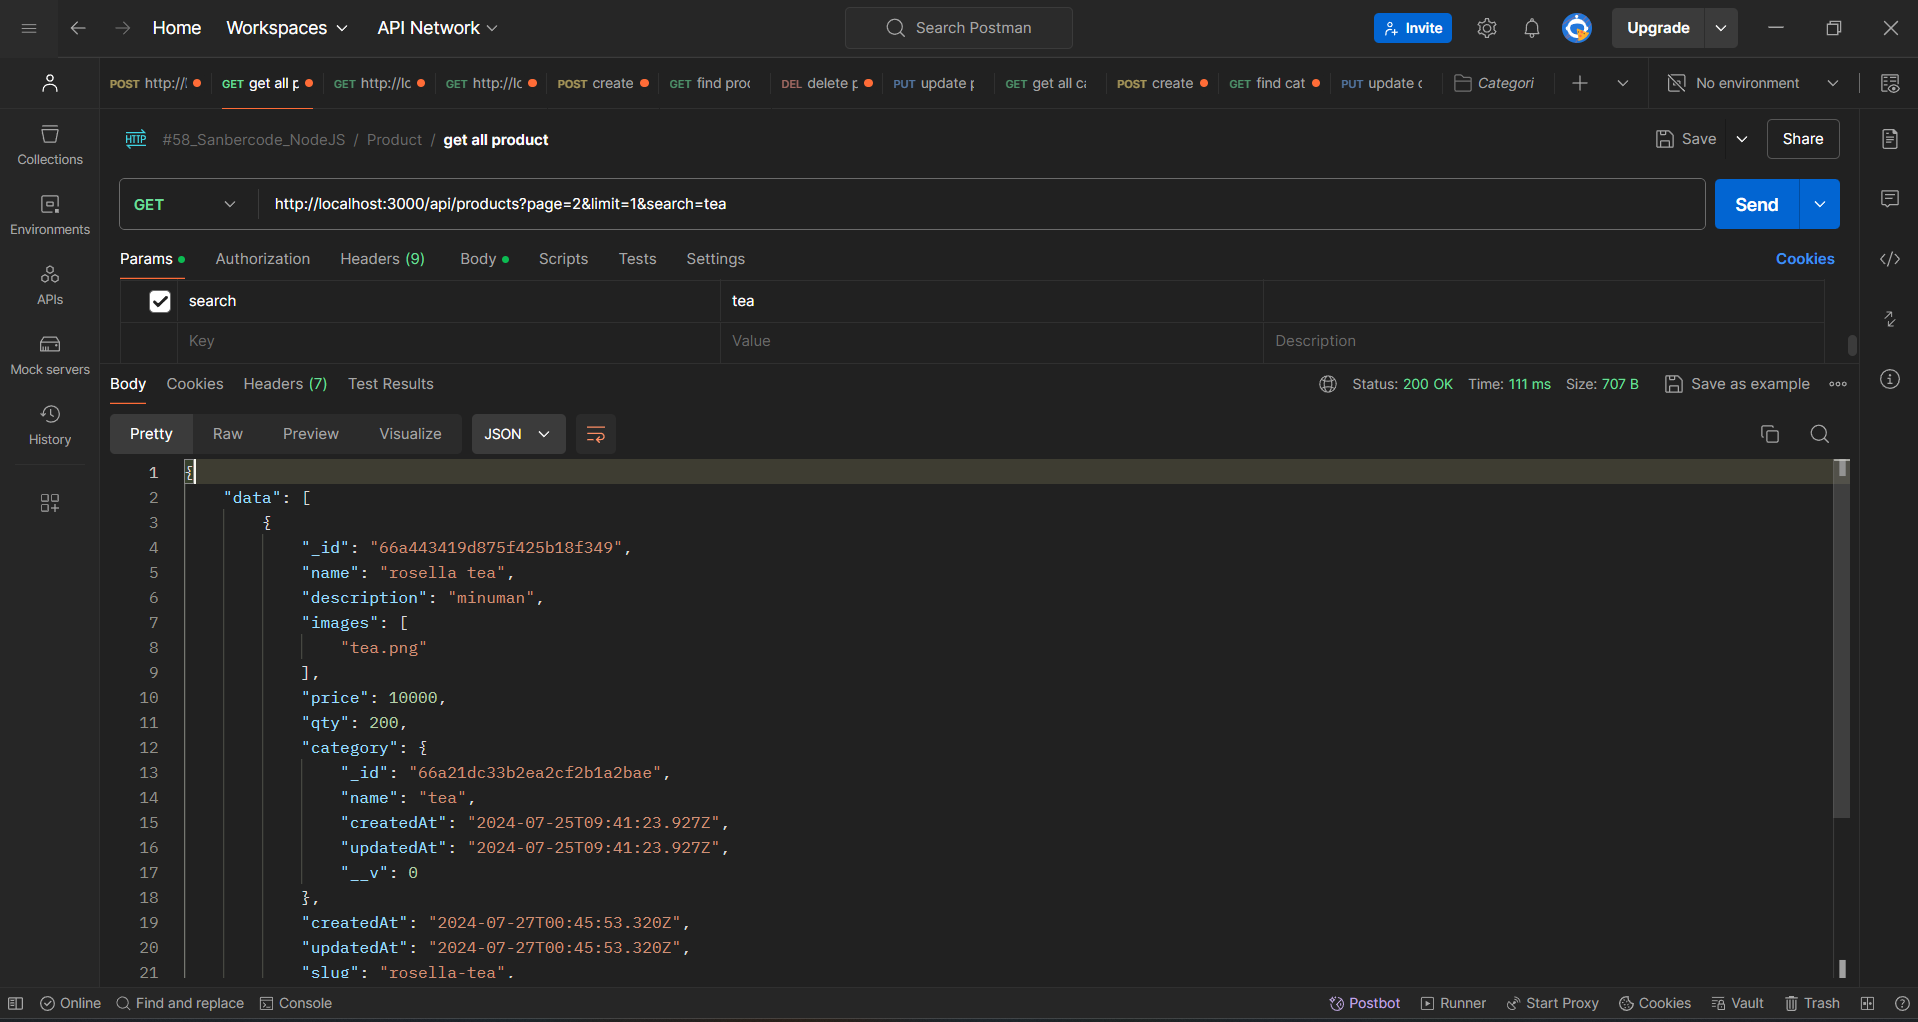 Home Workspaces API Network Search Postman Invite Upgrade
POST http://l GET get all p GET http://lc GET http://lc POST create GET find proc DEL delete p PUT update p GET get all ca POST create GET find cat PUT update c Categori No environment
#58_Sanbercode_NodeJS / Product / get all product Save Share
GET http://localhost:3000/api/products?page=2&limit=1&search=tea Send
Params Authorization Headers (9) Body Scripts Tests Settings Cookies
search tea
Key Value Description
Body Cookies Headers (7) Test Results Status: 200 OK Time: 111 ms Size: 707 B Save as example
Pretty Raw Preview Visualize JSON
Collections
Environments
APIs
Mock servers
History
1 {
2 "data": [
3 {
4 "_id": "66a443419d875f425b18f349",
5 "name": "rosella tea",
6 "description": "minuman",
7 "images": [
8 "tea.png"
9 ],
10 "price": 10000,
11 "qty": 200,
12 "category": {
13 "_id": "66a21dc33b2ea2cf2b1a2bae",
14 "name": "tea",
15 "createdAt": "2024-07-25T09:41:23.927Z",
16 "updatedAt": "2024-07-25T09:41:23.927Z",
17 "__v": 0
18 },
19 "createdAt": "2024-07-27T00:45:53.320Z",
20 "updatedAt": "2024-07-27T00:45:53.320Z",
21 "slug": "rosella-tea",
Online Find and replace Console Postbot Runner Start Proxy Cookies Vault Trash